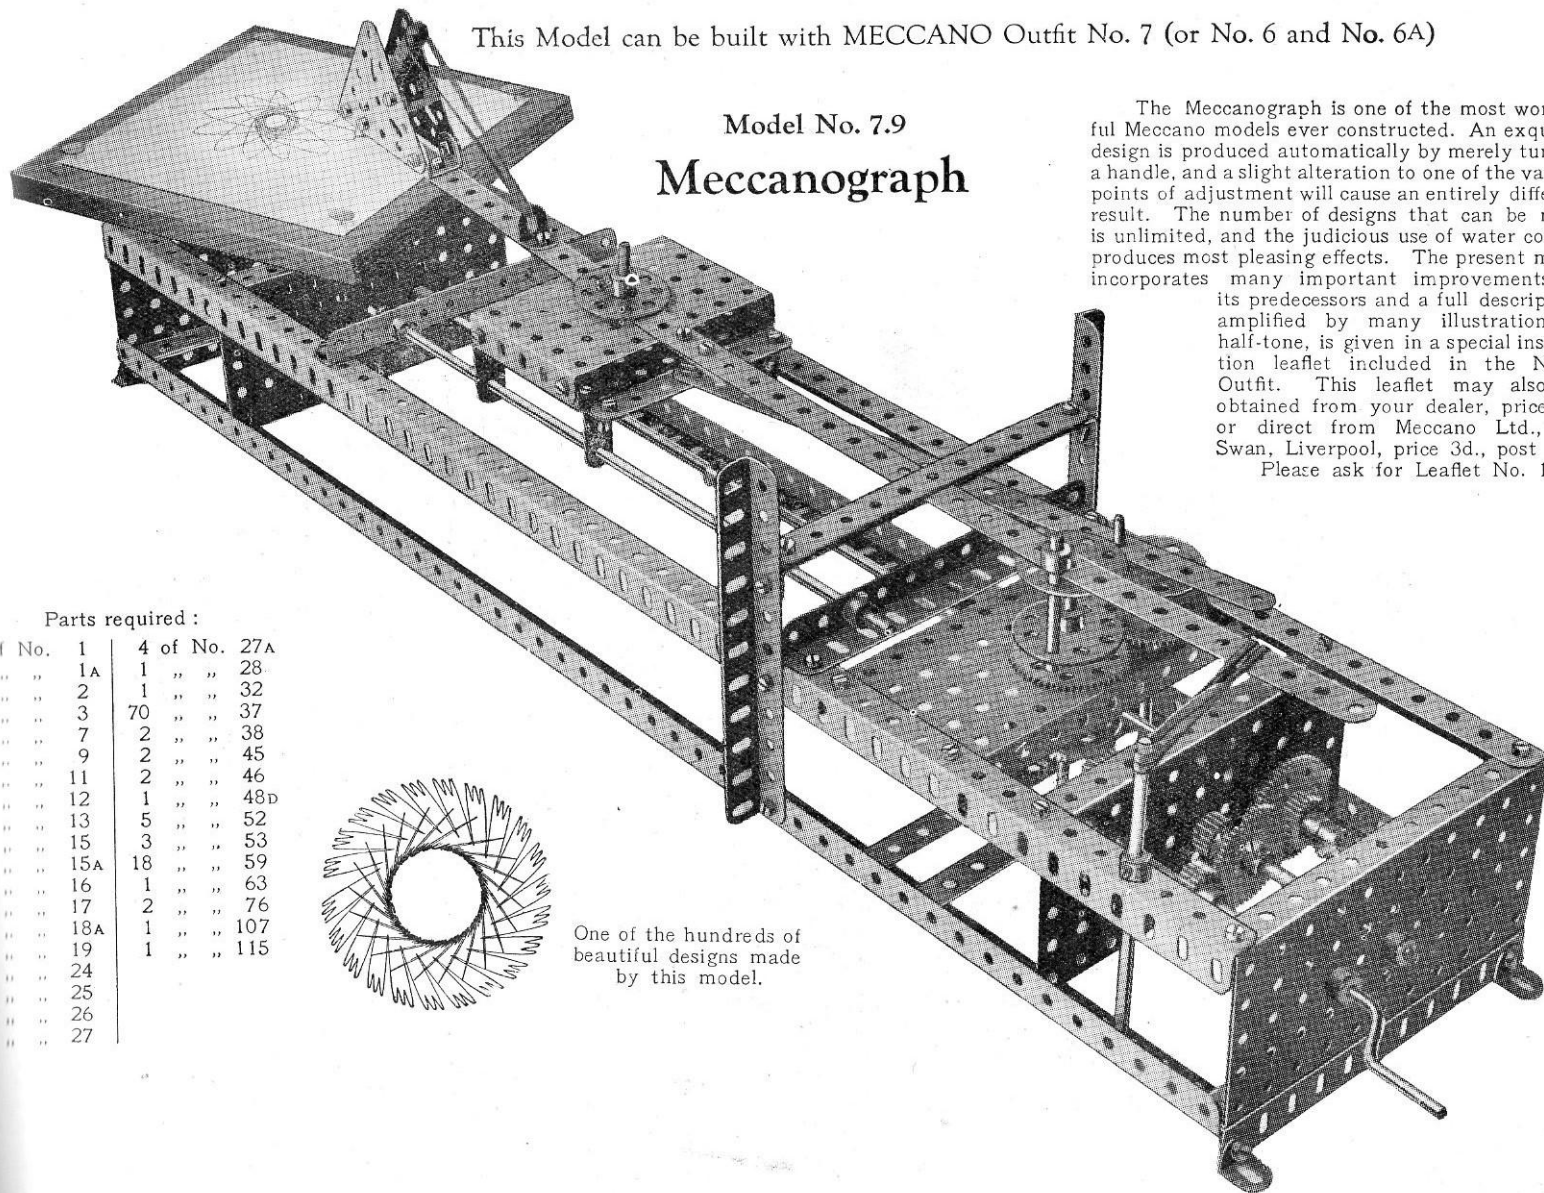 This Model can be built with MECCANO Outfit No. 7 (or No. 6 and No. 6A)
Model No. 7.9
Meccanograph
The Meccanograph is one of the most
ful Meccano models ever constructed. An
design is produced automatically by merely
a handle, and a slight alteration to one of the
points of adjustment will cause an entirely
result. The number of designs that can be
is unlimited, and the judicious use of water
produces most pleasing effects. The present
incorporates many important improvements
its predecessors and a full
amplified by many
half-tone, is given in a special
tion leaflet included in the
Outfit. This leaflet may also
obtained from your dealer, price
or direct from Meccano Ltd.,
Swan, Liverpool, price 3d., post
Please ask for Leaflet No.
Parts required :
No. 1 4 of No. 27A
„ „ 1A 1 „ „ 28
„ „ 2 1 „ „ 32
„ „ 3 70 „ „ 37
„ „ 7 2 „ „ 38
„ „ 9 2 „ „ 45
„ „ 11 2 „ „ 46
„ „ 12 1 „ „ 48D
„ „ 13 5 „ „ 52
„ „ 15 3 „ „ 53
„ „ 15A 18 „ „ 59
„ „ 16 1 „ „ 63
„ „ 17 2 „ „ 76
„ „ 18A 1 „ „ 107
„ „ 19 1 „ „ 115
„ „ 24
„ „ 25
„ „ 26
„ „ 27
One of the hundreds of
beautiful designs made
by this model.